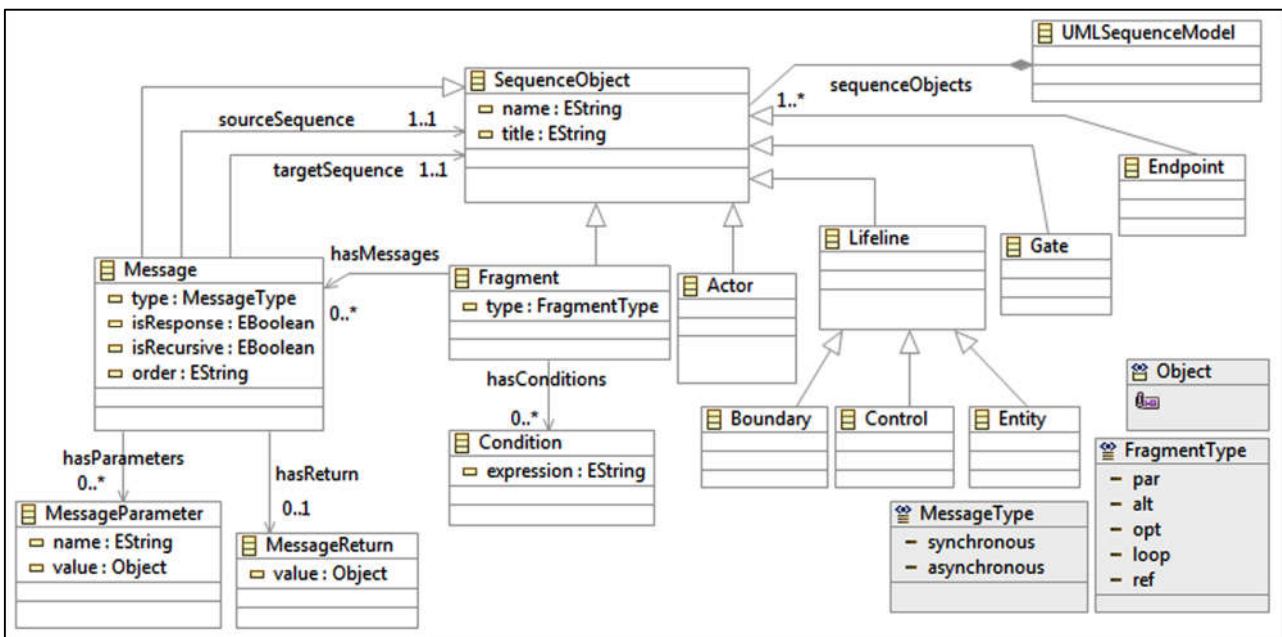 UMLSequenceModel
SequenceObject
name : EString
title : EString
sequenceObjects
1..*
sourceSequence 1..1
targetSequence 1..1
Endpoint
Lifeline
Gate
hasMessages
0..*
Message
type : MessageType
isResponse : EBoolean
isRecursive : EBoolean
order : EString
Fragment
type : FragmentType
Actor
hasConditions
0..*
Object
Boundary
Control
Entity
Condition
expression : EString
FragmentType
par
alt
opt
loop
ref
hasParameters
0..*
hasReturn
0..1
MessageParameter
name : EString
value : Object
MessageReturn
value : Object
MessageType
synchronous
asynchronous